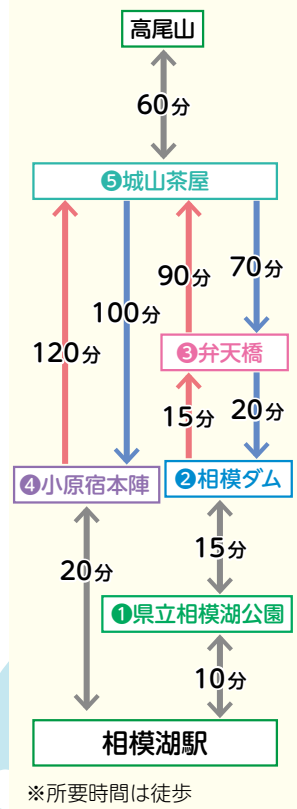 高尾山
60分
❺城山茶屋
90分
70分
100分
120分
❸弁天橋
15分
20分
❹小原宿本陣
❷相模ダム
15分
20分
❶県立相模湖公園
10分
相模湖駅
※所要時間は徒歩